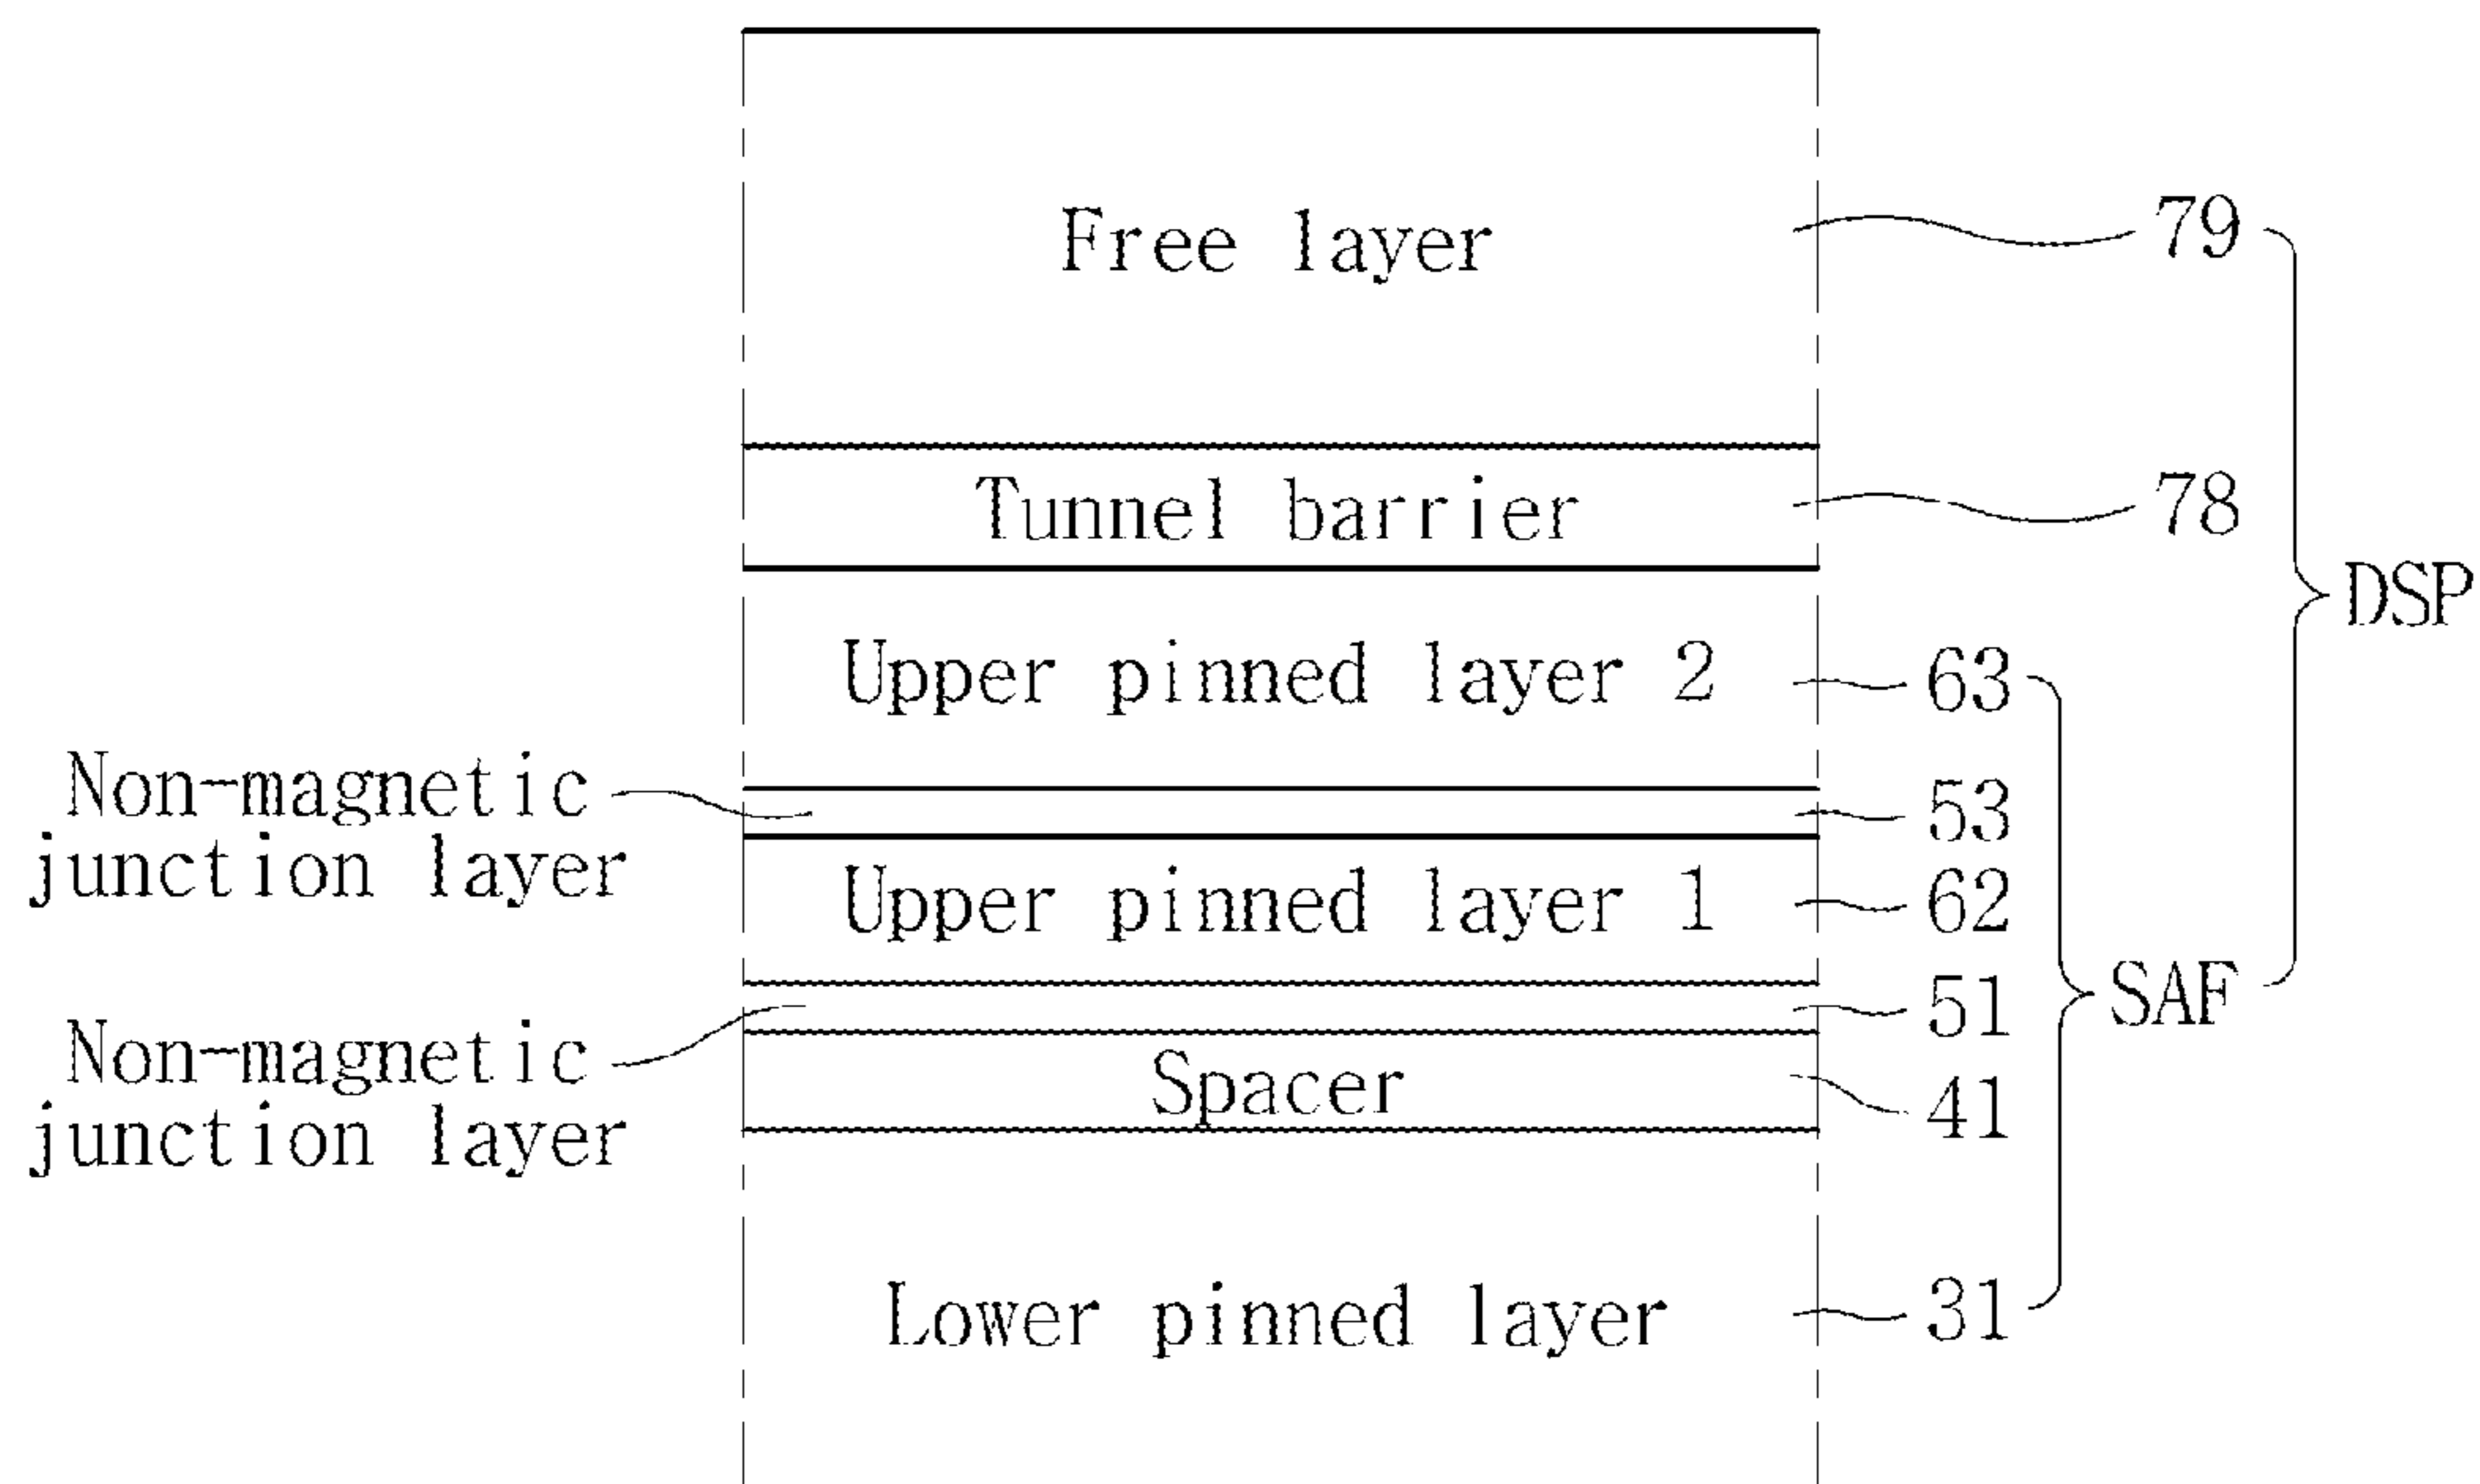 Free layer
79
Tunnel barrier
78
DSP
Upper pinned layer 2
63
Non-magnetic
junction layer
53
Upper pinned layer 1
62
SAF
Non-magnetic
junction layer
51
Spacer
41
Lower pinned layer
31